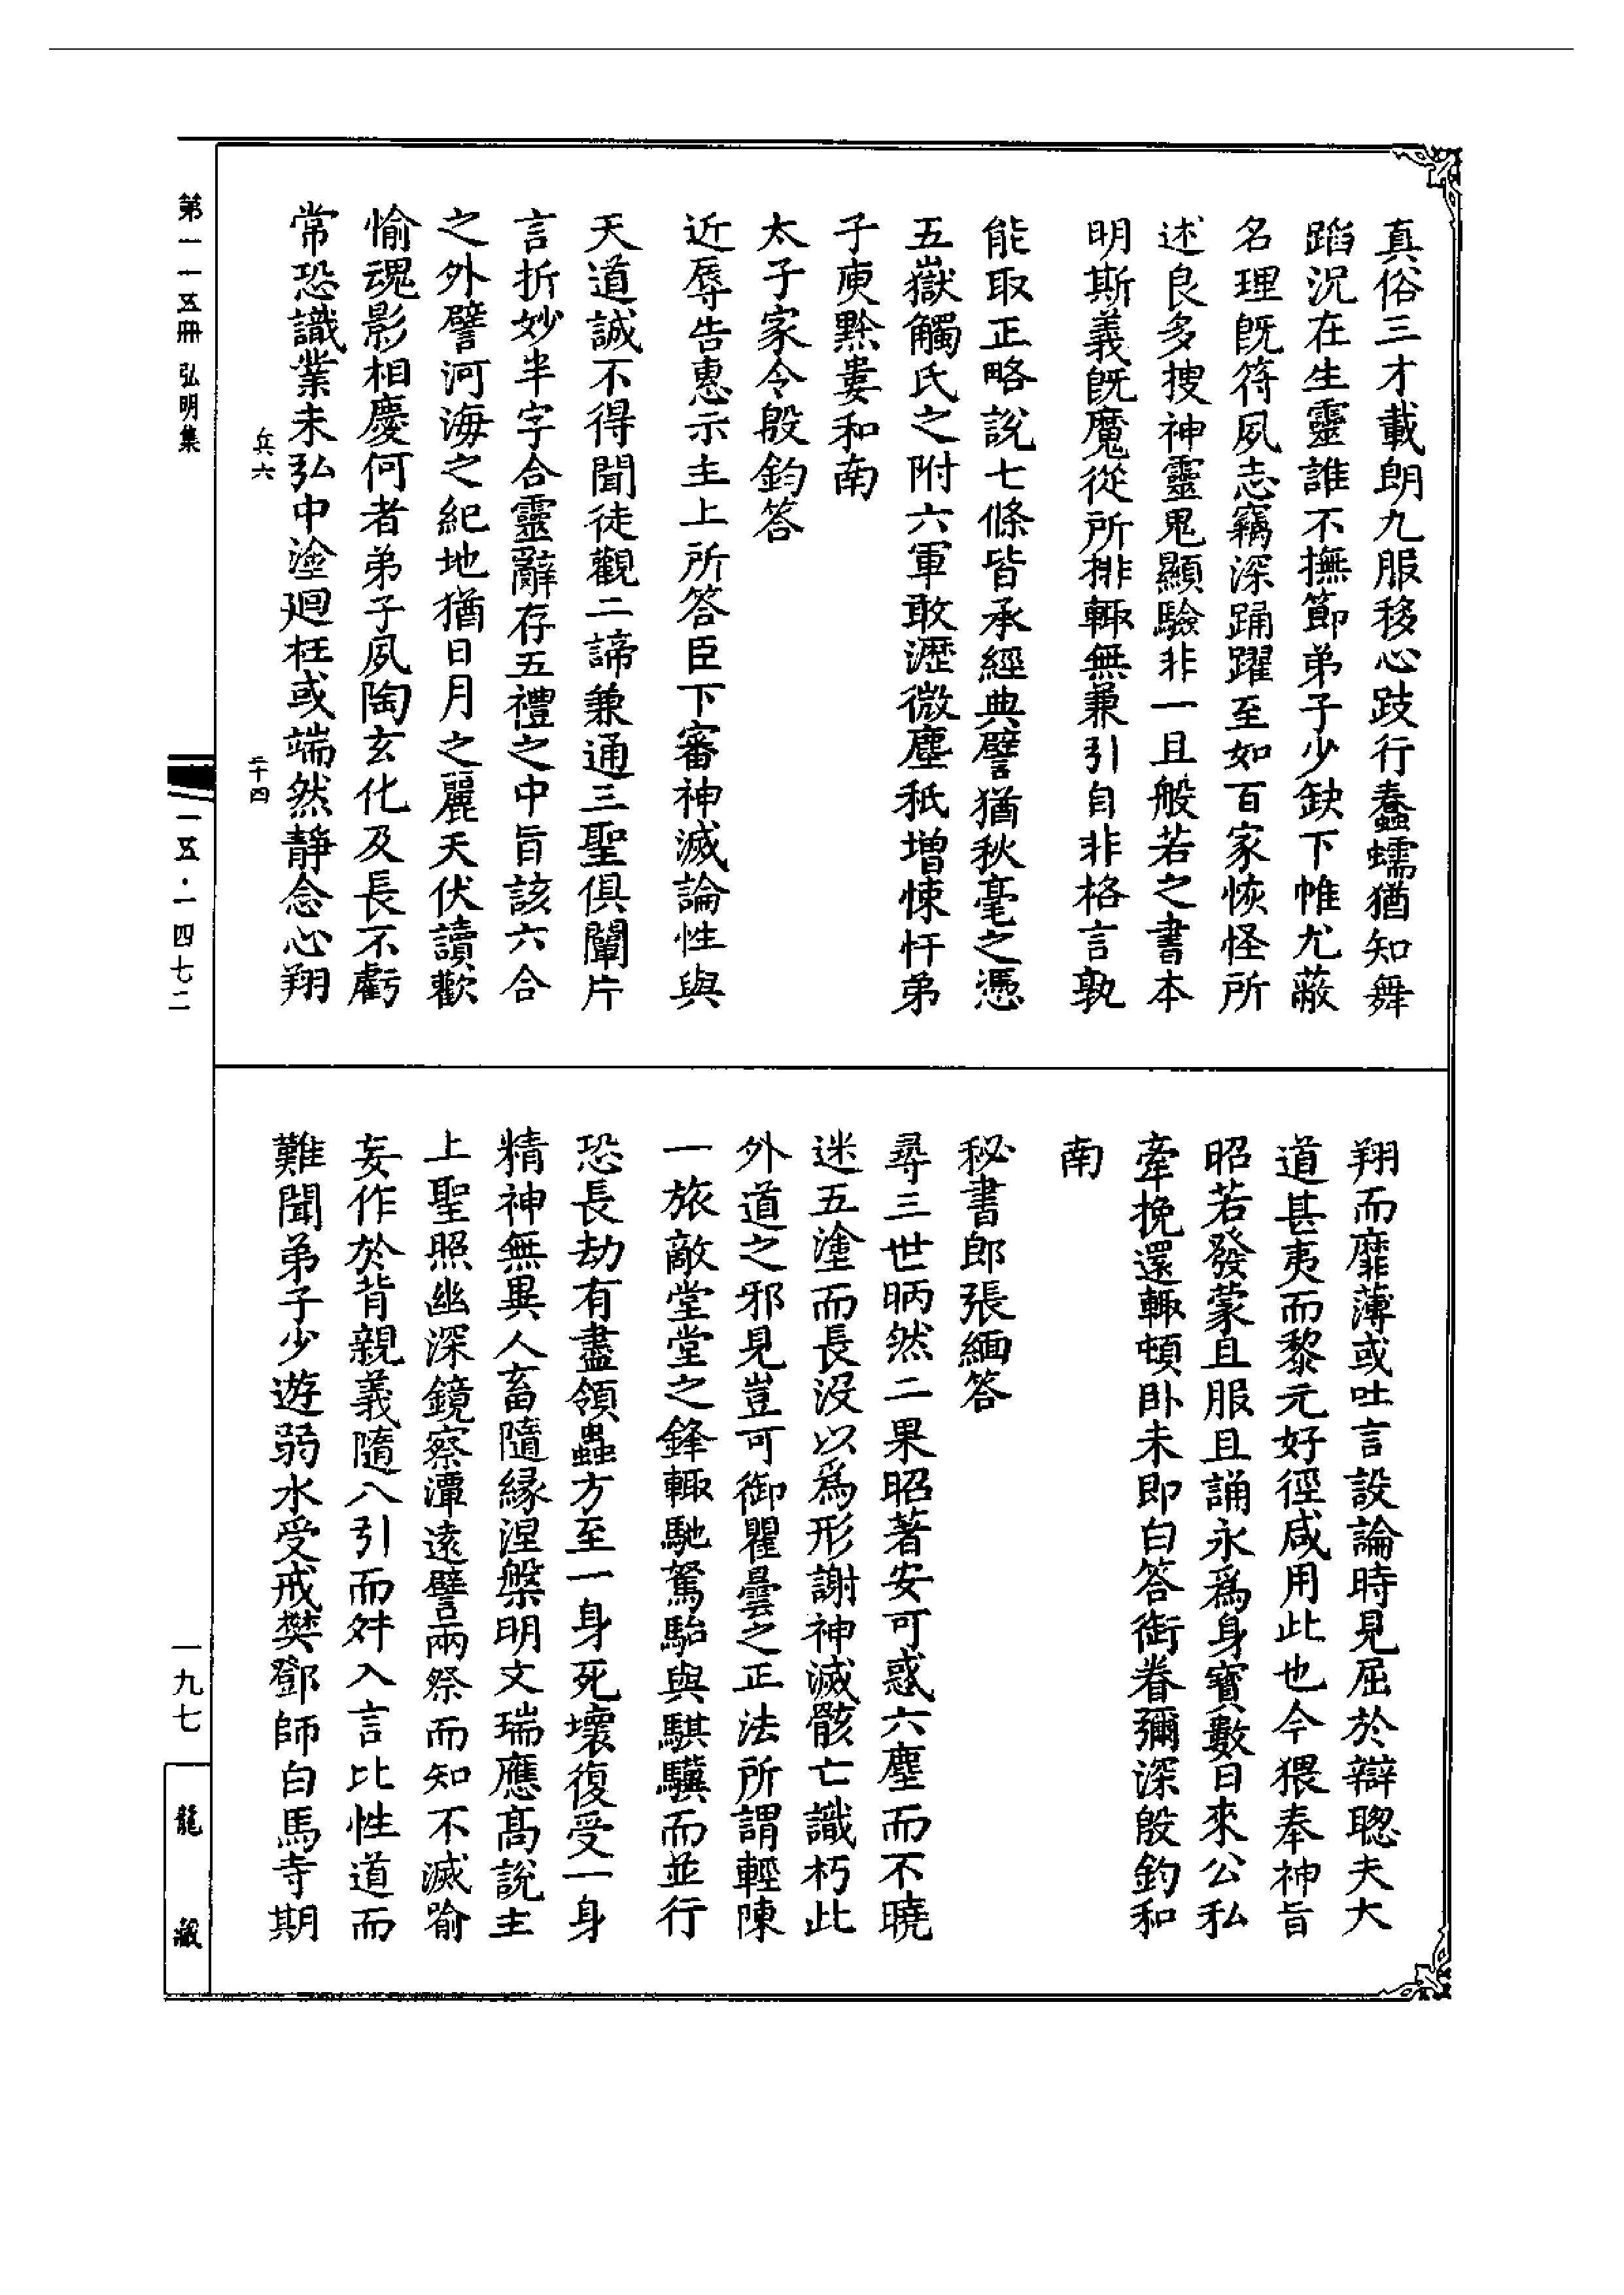 真俗三才載朗九服移心跂行蠢蠕猶知舞
蹈況在生靈誰不撫節弟子少缺下帷尤蔽
名理旣符夙志竊深踊躍至如百家恢怪所
述良多搜神靈鬼顯驗非一且般若之書本
明斯義旣魔從所排輙無兼引自非格言孰
能取正略說七條皆承經典譬猶秋毫之憑
五嶽觸氏之附六軍敢瀝微塵秖增悚忏弟
子庾黔婁和南
太子家令殷鈞答
近辱告惠示主上所答臣下審神滅論性與
天道誠不得聞徒觀二諦兼通三聖俱闡片
言折妙半字合靈辭存五禮之中旨該六合
之外譬河海之紀地猶日月之麗天伏讀歡
愉魂影相慶何者弟子夙陶玄化及長不虧
常恐識業未弘中塗廻枉或端然靜念心翔
兵六
二十四
第一一五冊 弘明集
一一五·一四七二
翔而靡薄或吐言設論時見屈於辯聦夫大
道甚夷而黎元好徑咸用此也今猥奉神旨
昭若發蒙且服且誦永爲身寶數日來公私
牽挽還輙頓卧未即白答銜眷彌深殷鈞和
南
秘書郎張緬答
尋三世昞然二果昭著安可惑六塵而不曉
迷五塗而長沒以爲形謝神滅骸亡識朽此
外道之邪見豈可御瞿曇之正法所謂輕陳
一旅敵堂堂之鋒輙馳駑駘與騏驥而並行
恐長劫有盡領蟲方至一身死壞復受一身
精神無異人畜隨緣涅槃明文瑞應高說主
上聖照幽深鏡察潭遠譬兩祭而知不滅喻
妄作於背親義隨八引而舛入言比性道而
難聞弟子少遊弱水受戒樊鄧師白馬寺期
一九七
龍藏